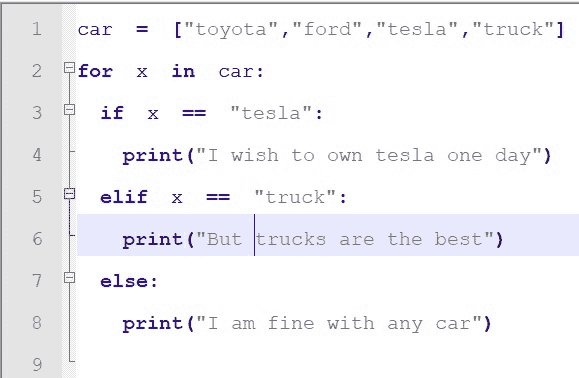 1 car = ["toyota","ford","tesla","truck"]
2 for x in car:
3 if x == "tesla":
4 print("I wish to own tesla one day")
5 elif x == "truck":
6 print("But trucks are the best")
7 else:
8 print("I am fine with any car")
9